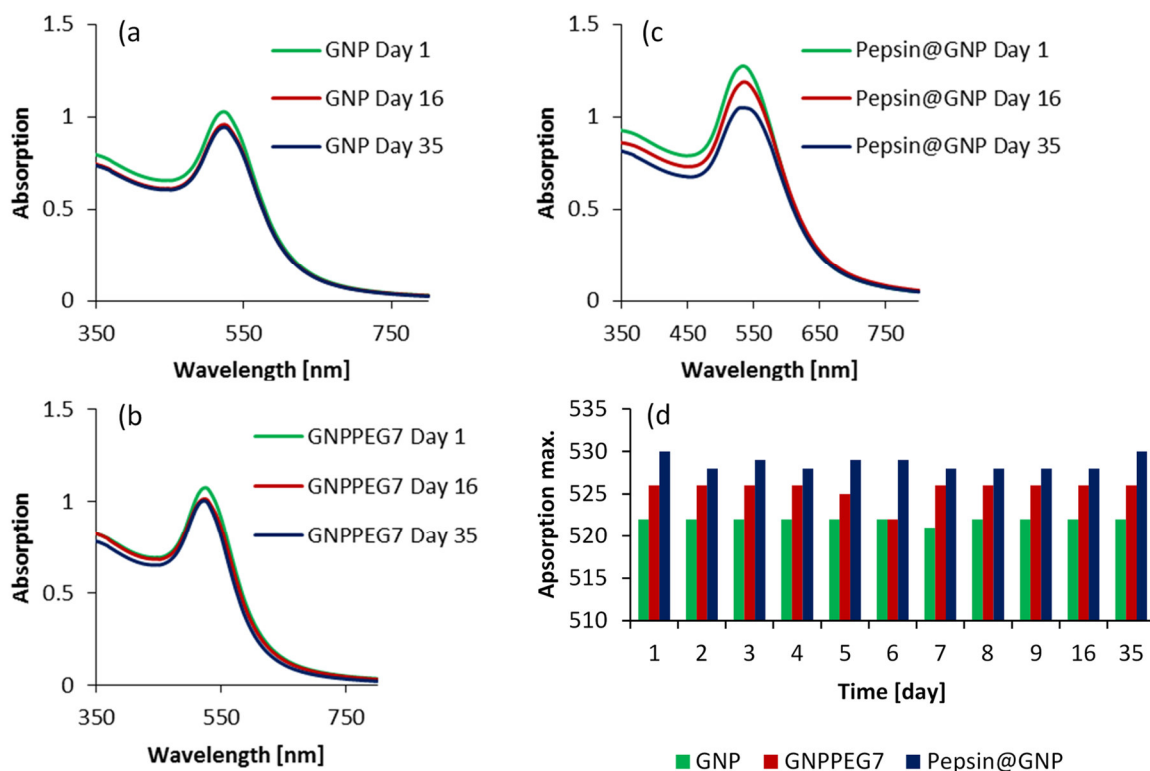 (a
1.5
1
0.5
0
Absorption
350
550
750
Wavelength [nm]
GNP Day 1
GNP Day 16
GNP Day 35
(c
1.5
1
0.5
0
Absorption
350
450
550
650
750
Wavelength [nm]
Pepsin@GNP Day 1
Pepsin@GNP Day 16
Pepsin@GNP Day 35
(b
1.5
1
0.5
0
Absorption
350
550
750
Wavelength [nm]
GNPPEG7 Day 1
GNPPEG7 Day 16
GNPPEG7 Day 35
(d
535
530
525
520
515
510
Apsorption max.
1 2 3 4 5 6 7 8 9 16 35
Time [day]
GNP GNPPEG7 Pepsin@GNP